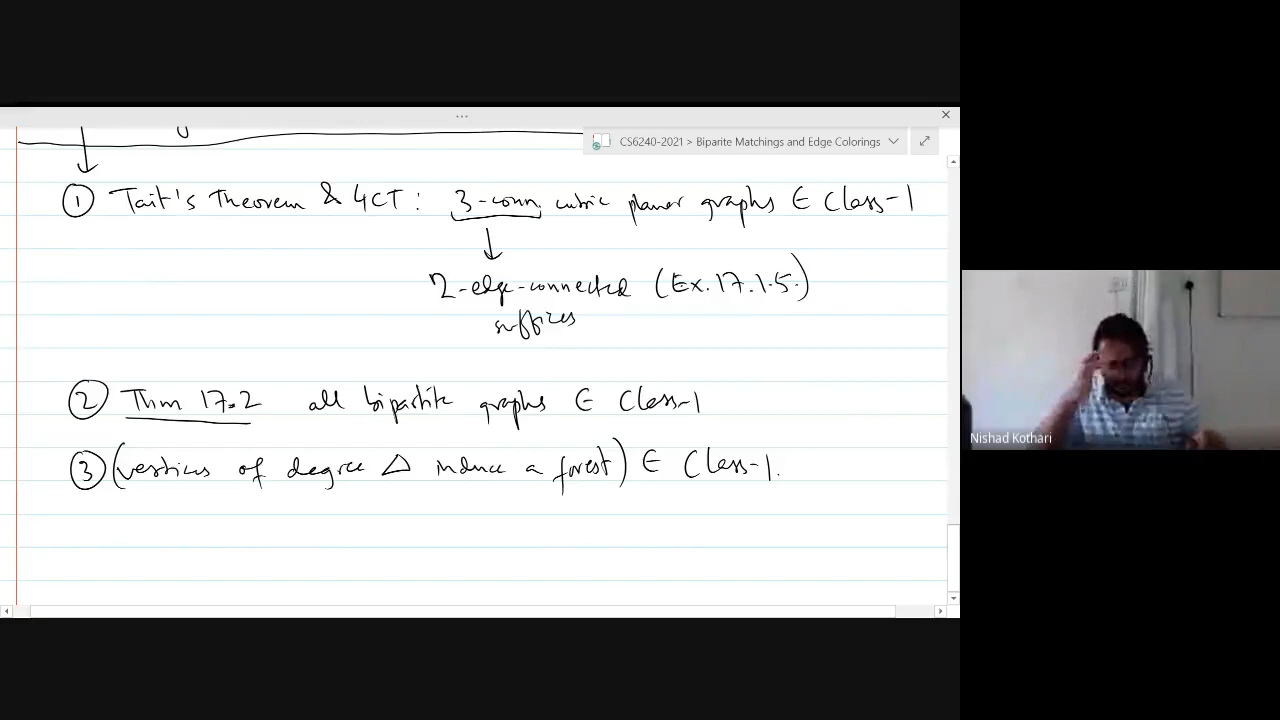 CS6240-2021 > Biparite Matchings and Edge Colorings
① Tait's Theorem & 4CT: 3-conn. cubic planar graphs ∈ Class-1
2-edge-connected (Ex. 17.1.5.)
suffices
② Thm 17.2 all bipartite graphs ∈ Class-1
③ (vertices of degree Δ induce a forest) ∈ Class-1.
Nishad Kothari